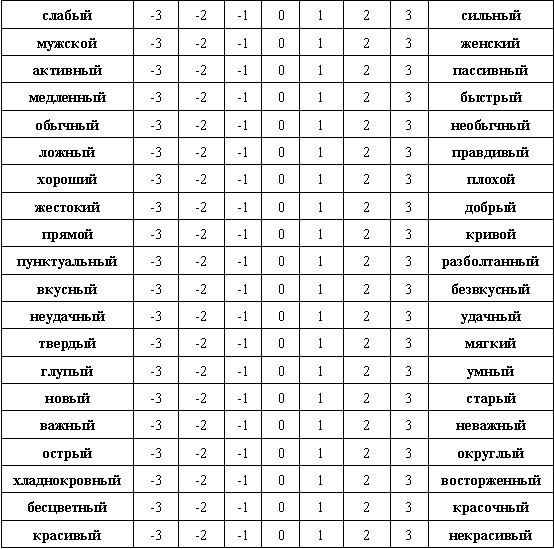 слабый -3 -2 -1 0 1 2 3 сильный
мужской -3 -2 -1 0 1 2 3 женский
активный -3 -2 -1 0 1 2 3 пассивный
медленный -3 -2 -1 0 1 2 3 быстрый
обычный -3 -2 -1 0 1 2 3 необычный
ложный -3 -2 -1 0 1 2 3 правдивый
хороший -3 -2 -1 0 1 2 3 плохой
жестокий -3 -2 -1 0 1 2 3 добрый
прямой -3 -2 -1 0 1 2 3 кривой
пунктуальный -3 -2 -1 0 1 2 3 разболтанный
вкусный -3 -2 -1 0 1 2 3 безвкусный
неудачный -3 -2 -1 0 1 2 3 удачный
твердый -3 -2 -1 0 1 2 3 мягкий
глупый -3 -2 -1 0 1 2 3 умный
новый -3 -2 -1 0 1 2 3 старый
важный -3 -2 -1 0 1 2 3 неважный
острый -3 -2 -1 0 1 2 3 округлый
хладнокровный -3 -2 -1 0 1 2 3 восторженный
бесцветный -3 -2 -1 0 1 2 3 красочный
красивый -3 -2 -1 0 1 2 3 некрасивый